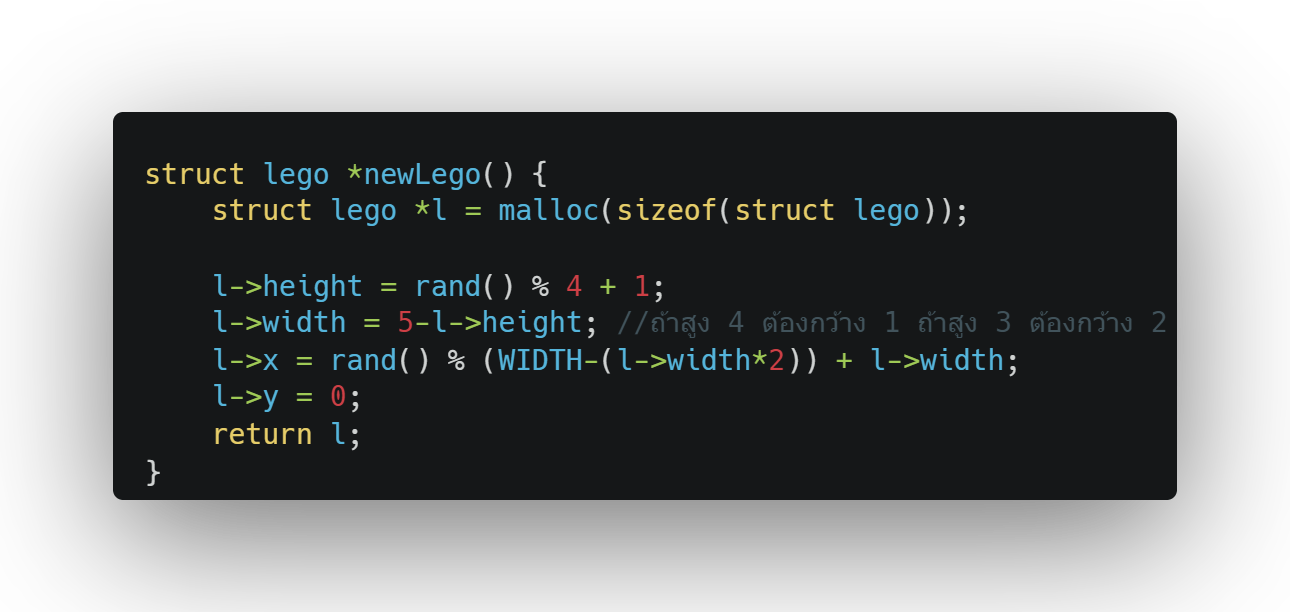 struct lego *newLego() {
    struct lego *l = malloc(sizeof(struct lego));

    l->height = rand() % 4 + 1;
    l->width = 5-l->height; //ถ้าสูง 4 ต้องกว้าง 1 ถ้าสูง 3 ต้องกว้าง 2
    l->x = rand() % (WIDTH-(l->width*2)) + l->width;
    l->y = 0;
    return l;
}